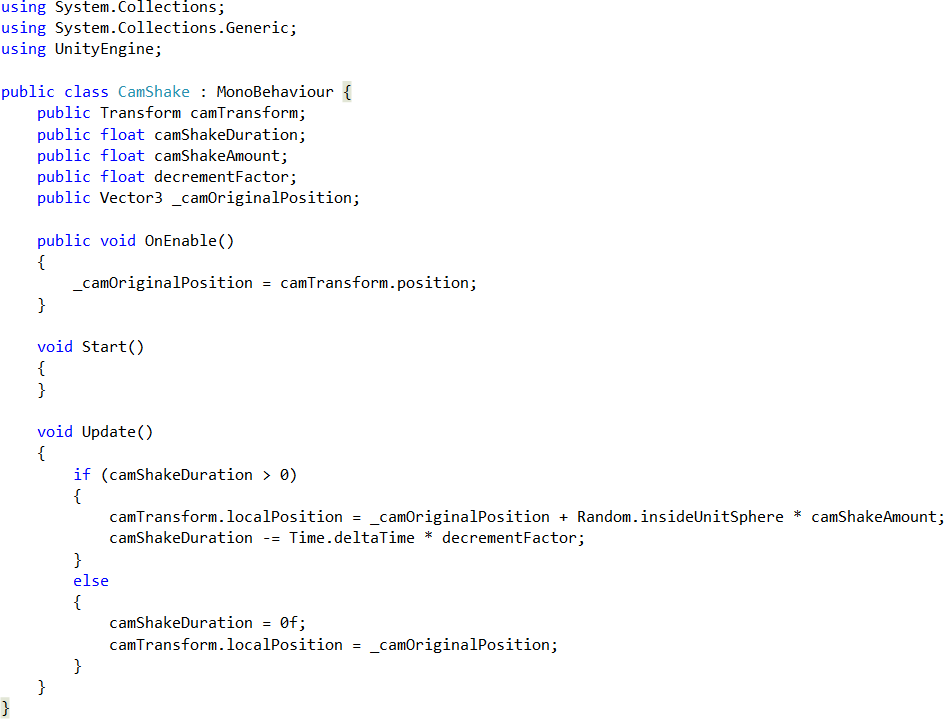 using System.Collections;
using System.Collections.Generic;
using UnityEngine;

public class CamShake : MonoBehaviour {
    public Transform camTransform;
    public float camShakeDuration;
    public float camShakeAmount;
    public float decrementFactor;
    public Vector3 _camOriginalPosition;

    public void OnEnable()
    {
        _camOriginalPosition = camTransform.position;
    }

    void Start()
    {
    }

    void Update()
    {
        if (camShakeDuration > 0)
        {
            camTransform.localPosition = _camOriginalPosition + Random.insideUnitSphere * camShakeAmount;
            camShakeDuration -= Time.deltaTime * decrementFactor;
        }
        else
        {
            camShakeDuration = 0f;
            camTransform.localPosition = _camOriginalPosition;
        }
    }
}